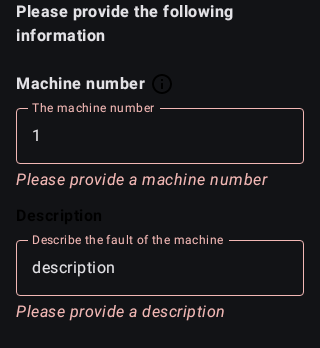 Please provide the following
information
Machine number
The machine number
1
Please provide a machine number
Description
Describe the fault of the machine
description
Please provide a description